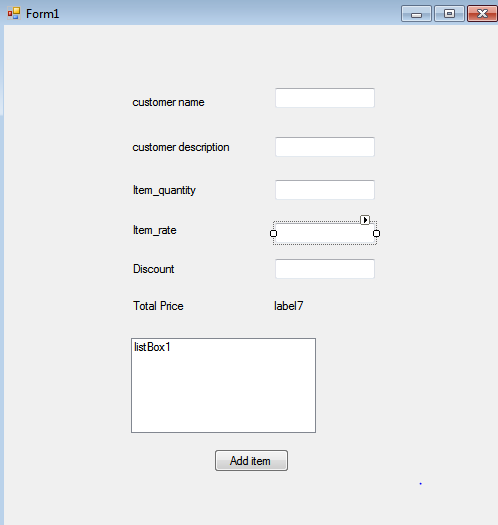 Form1
customer name
customer description
Item_quantity
Item_rate
Discount
Total Price label7
listBox1
Add item